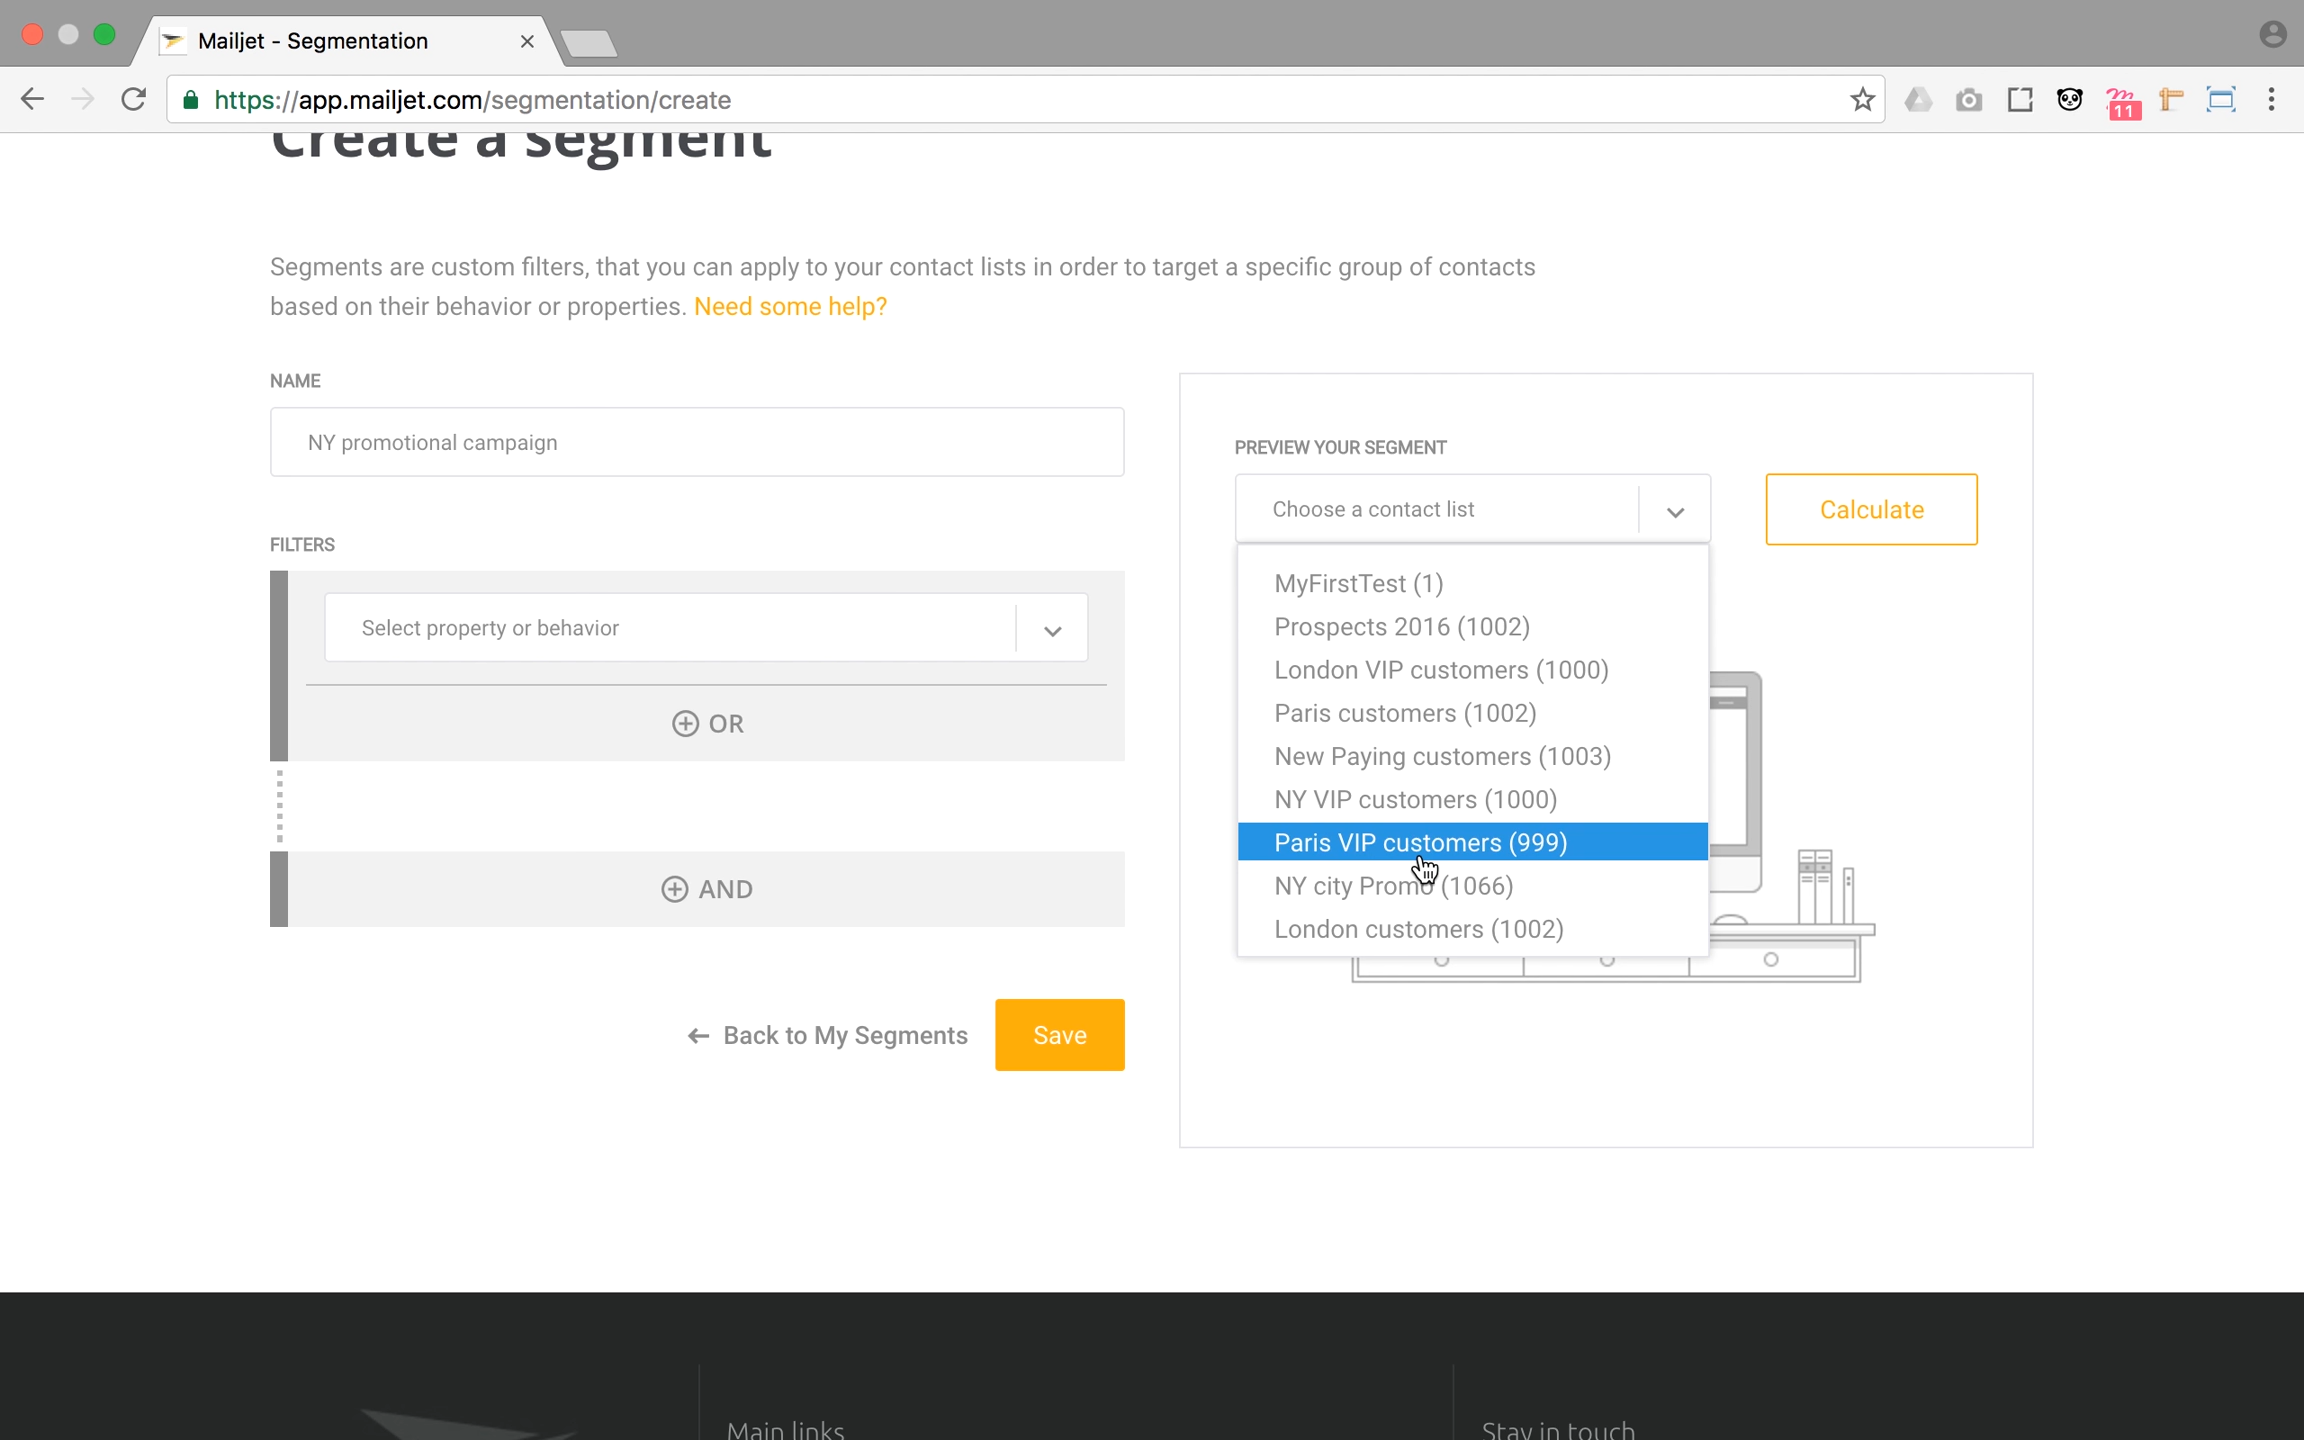 Mailjet - Segmentation
https://app.mailjet.com/segmentation/create
11
Create a segment
Segments are custom filters, that you can apply to your contact lists in order to target a specific group of contacts
based on their behavior or properties. Need some help?
NAME
NY promotional campaign
FILTERS
Select property or behavior
OR
AND
Back to My Segments
Save
PREVIEW YOUR SEGMENT
Choose a contact list
Calculate
MyFirstTest (1)
Prospects 2016 (1002)
London VIP customers (1000)
Paris customers (1002)
New Paying customers (1003)
NY VIP customers (1000)
Paris VIP customers (999)
NY city Promo (1066)
London customers (1002)
Main links
Stay in touch